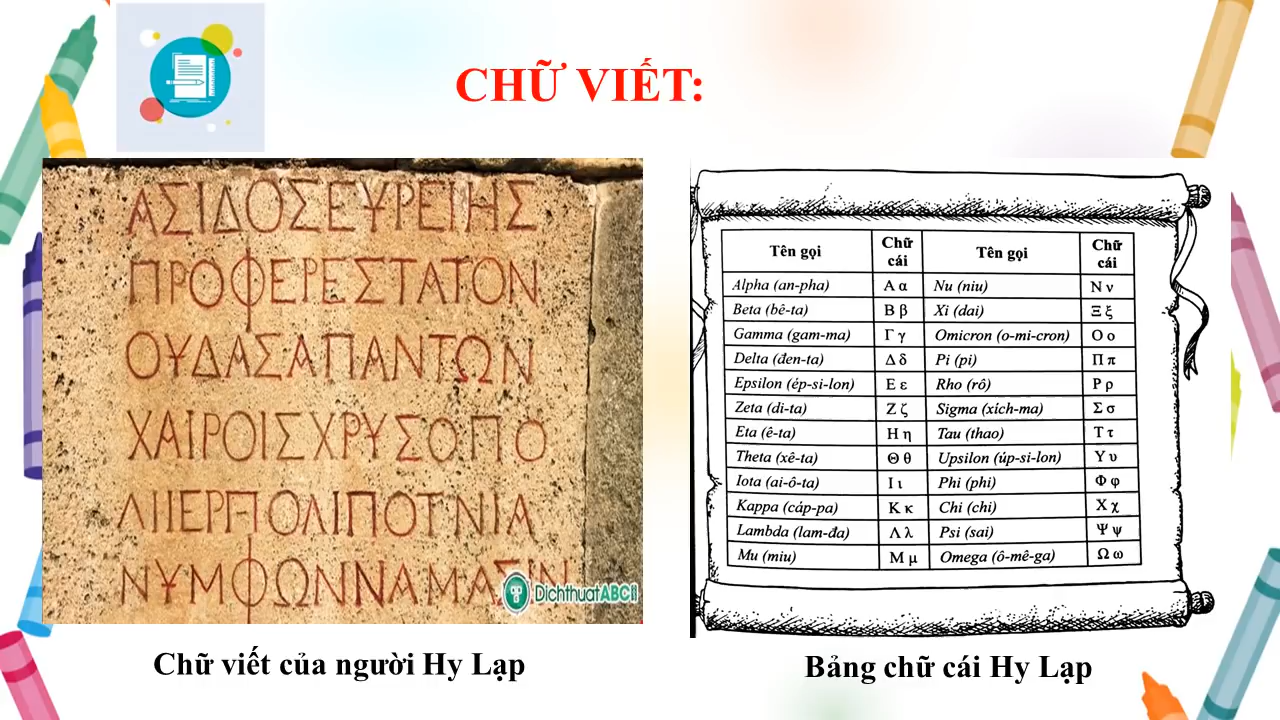 CHỮ VIẾT:
ΑΣΙΔΟΣΕΥΡΕΙΗΣ
ΠΡΟΦΕΡΕΣΤΑΤΟΝ
ΟΥΔΑΣΑΠΑΝΤΩΝ
ΧΑΙΡΟΙΣΧΡΥΣΟΠΟ
ΛΙΙΕΡΠΟΛΙΠΟΤΝΙΑ
ΝΥΜΦΩΝΝΑΜΑΣΙΝ
DichthuatABC
Tên gọi Chữ cái Tên gọi Chữ cái
Alpha (an-pha) Α α Nu (niu) Ν ν
Beta (bê-ta) Β β Xi (dai) Ξ ξ
Gamma (gam-ma) Γ γ Omicron (o-mi-cron) Ο ο
Delta (đen-ta) Δ δ Pi (pi) Π π
Epsilon (ép-si-lon) Ε ε Rho (rô) Ρ ρ
Zeta (di-ta) Ζ ζ Sigma (xích-ma) Σ σ
Eta (ê-ta) Η η Tau (thao) Τ τ
Theta (xê-ta) Θ θ Upsilon (úp-si-lon) Υ υ
Iota (ai-ô-ta) Ι ι Phi (phi) Φ φ
Kappa (cáp-pa) Κ κ Chi (chi) Χ χ
Lambda (lam-đa) Λ λ Psi (sai) Ψ ψ
Mu (miu) Μ μ Omega (ô-mê-ga) Ω ω
Chữ viết của người Hy Lạp
Bảng chữ cái Hy Lạp